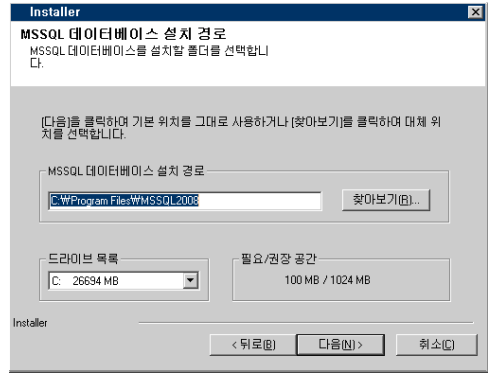 Installer
MSSQL 데이터베이스 설치 경로
MSSQL 데이터베이스를 설치할 폴더를 선택합니
다.
[다음]을 클릭하여 기본 위치를 그대로 사용하거나 [찾아보기]를 클릭하여 대체 위
치를 선택합니다.
MSSQL 데이터베이스 설치 경로
C:₩Program Files₩MSSQL2008
찾아보기(R)...
드라이브 목록
C: 26694 MB
필요/권장 공간
100 MB / 1024 MB
Installer
< 뒤로(B)
다음(N) >
취소(C)